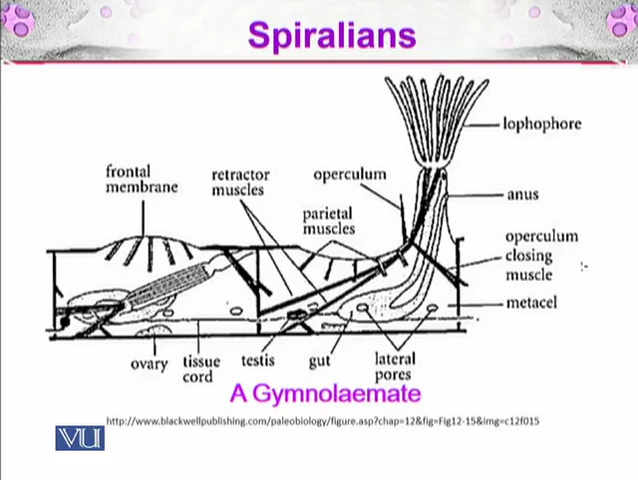 Spiralians
lophophore
frontal
membrane
retractor
muscles
operculum
anus
parietal
muscles
operculum
closing
muscle
metacel
ovary
tissue
cord
testis
gut
lateral
pores
A Gymnolaemate
http://www.blackwellpublishing.com/paleobiology/figure.asp?chap=12&fig=Fig12-15&img=c12f015
VU